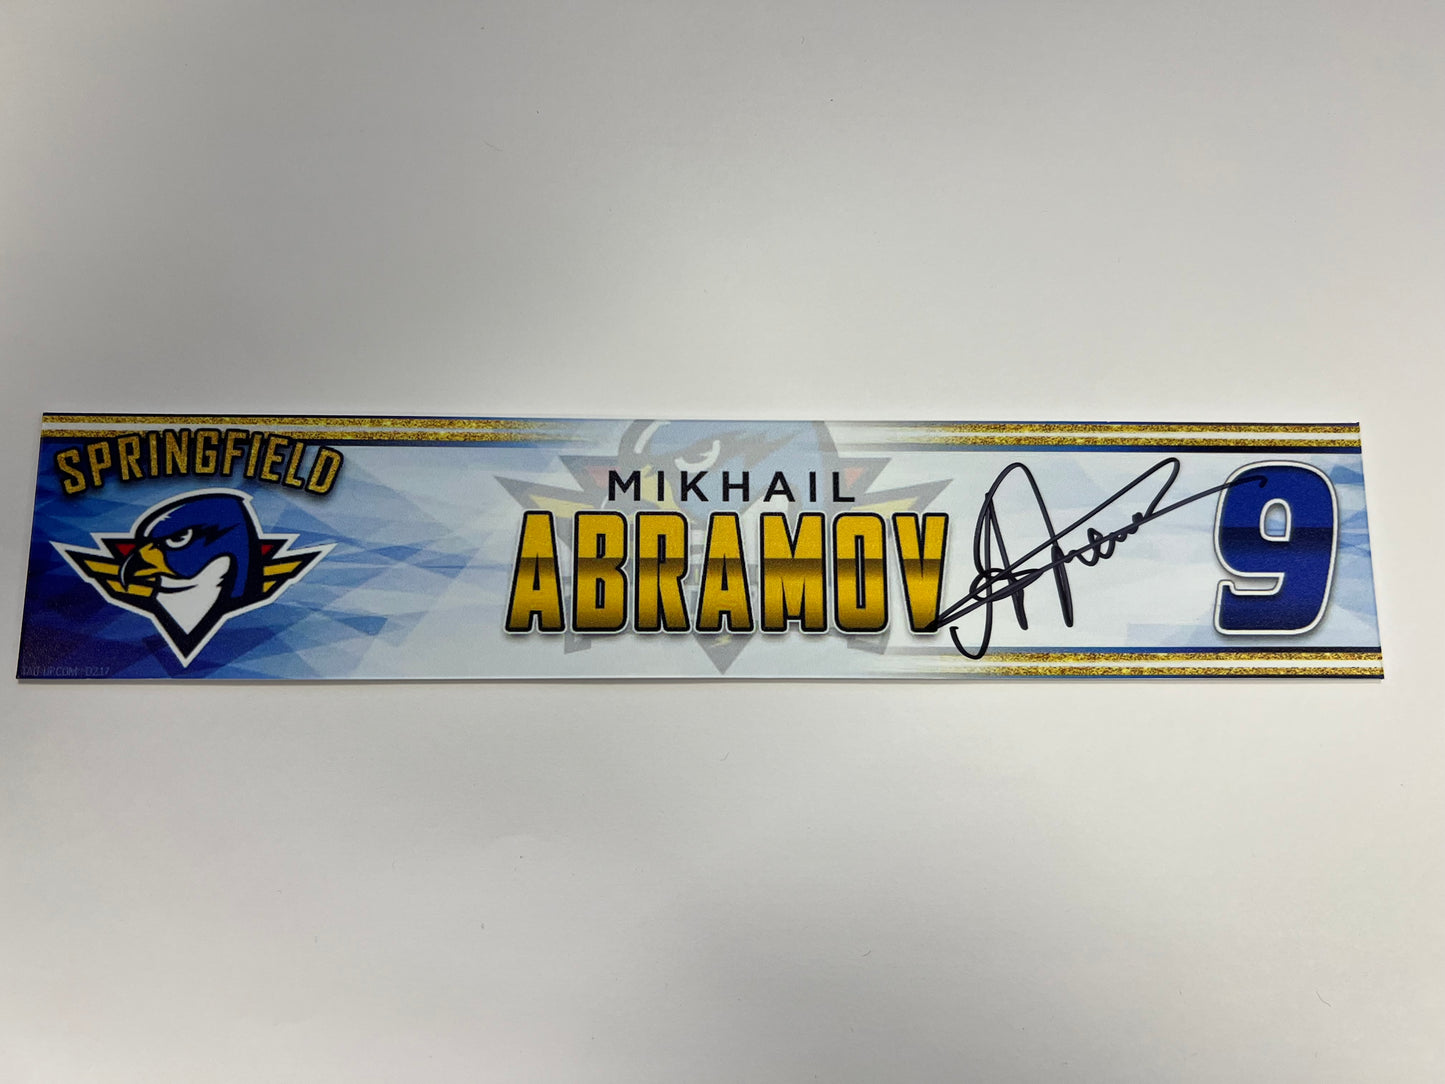 SPRINGFIELD
MIKHAIL
ABRAMOV
9